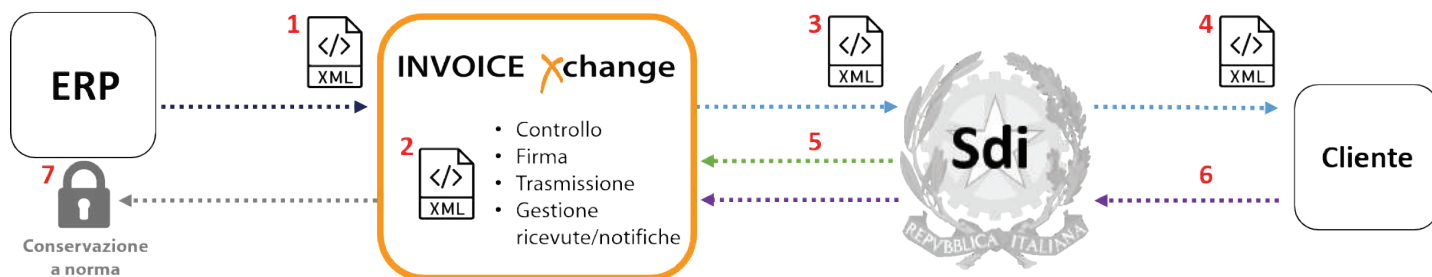 1
XML
ERP
7
Conservazione
a norma
INVOICE Xchange
2
XML
• Controllo
• Firma
• Trasmissione
• Gestione
ricevute/notifiche
3
XML
5
Sdi
REPVBBLICA ITALIANA
4
XML
6
Cliente